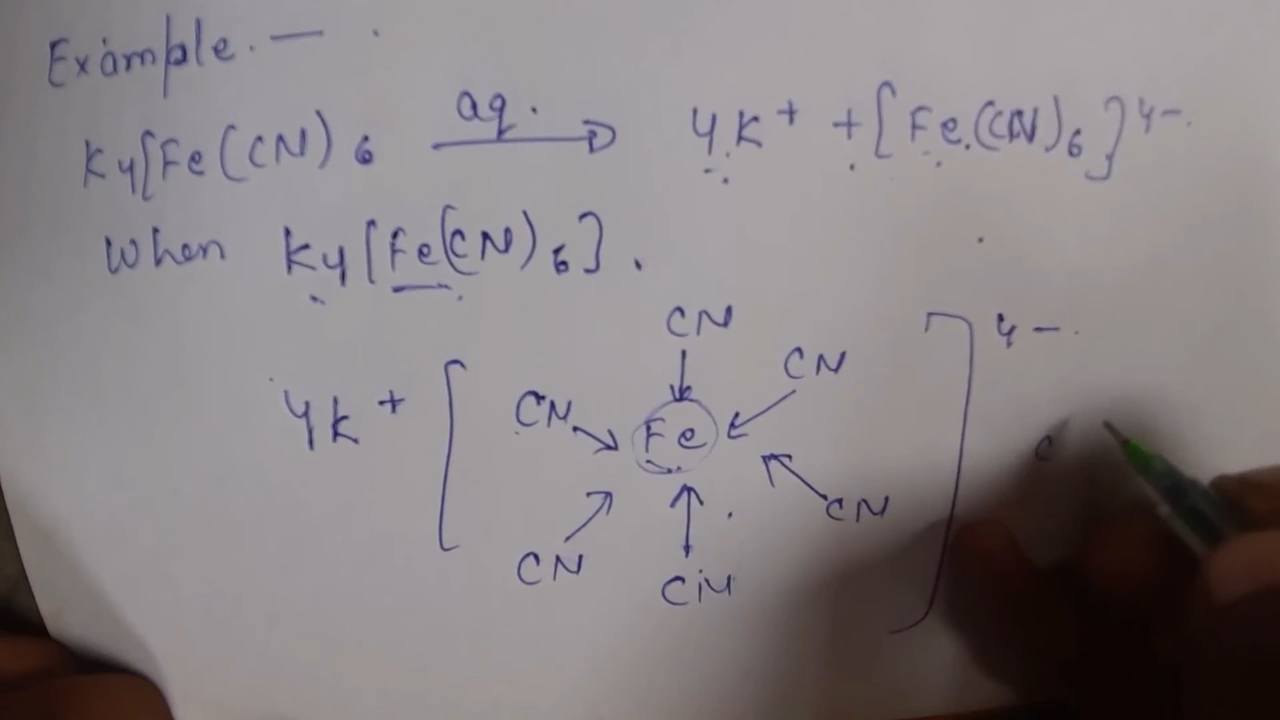 Example. —
K4[Fe(CN)6 aq. → 4K+ + [Fe(CN)6]4-.
When K4[Fe(CN)6].
CN
CN
4K+ [ CN Fe ]4-.
CN
CN
CN
c